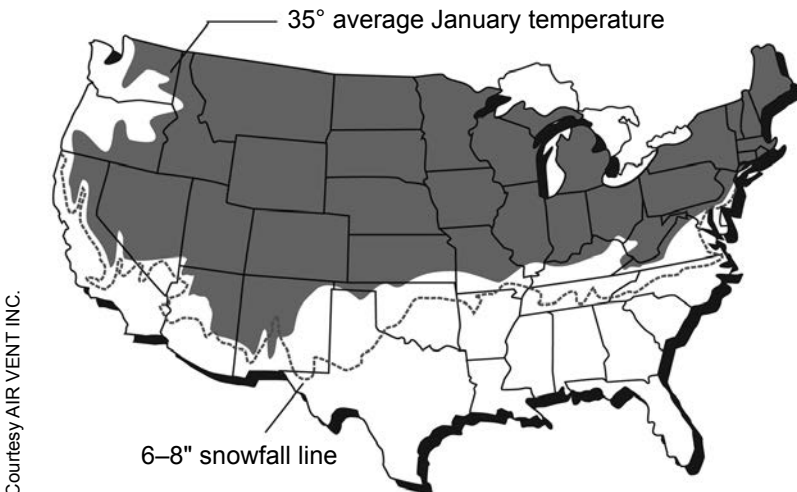 35° average January temperature
6–8" snowfall line
Courtesy AIR VENT INC.